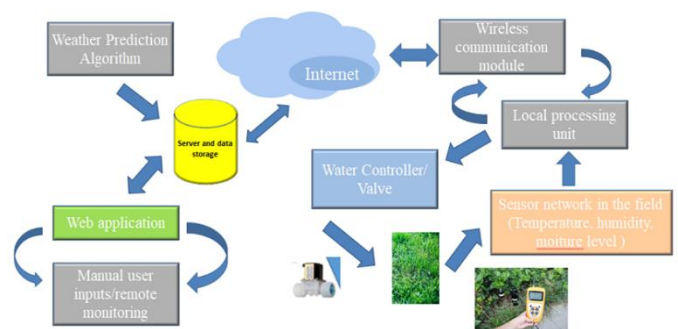 Weather Prediction
Algorithm
Internet
Wireless
communication
module
Server and data
storage
Local processing
unit
Water Controller/
Valve
Sensor network in the field
(Temperature, humidity,
moiture level )
Web application
Manual user
inputs/remote
monitoring